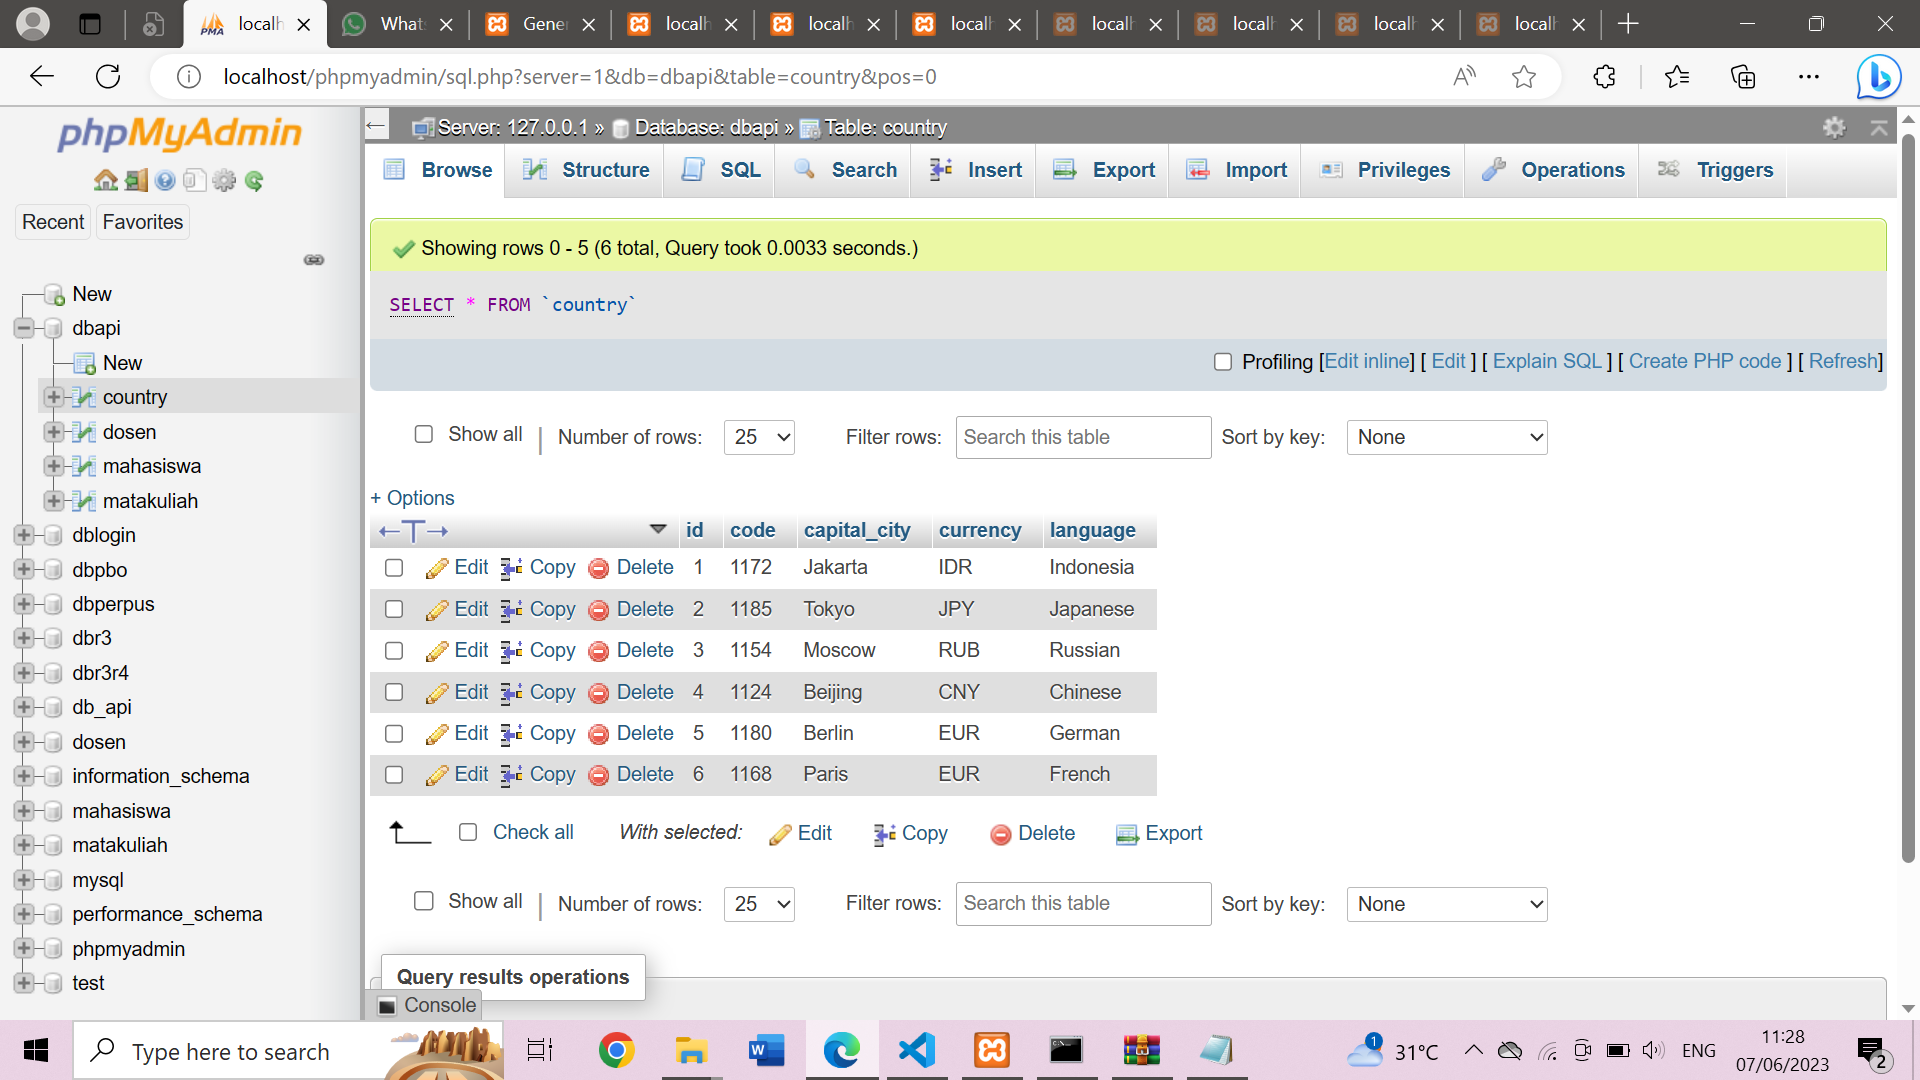 localh
What:
Gene
localh
localh
localh
localh
localh
localh
localh
localhost/phpmyadmin/sql.php?server=1&db=dbapi&table=country&pos=0
phpMyAdmin
Recent Favorites
New
dbapi
New
country
dosen
mahasiswa
matakuliah
dblogin
dbpbo
dbperpus
dbr3
dbr3r4
db_api
dosen
information_schema
mahasiswa
matakuliah
mysql
performance_schema
phpmyadmin
test
Server: 127.0.0.1 » Database: dbapi » Table: country
Browse Structure SQL Search Insert Export Import Privileges Operations Triggers
Showing rows 0 - 5 (6 total, Query took 0.0033 seconds.)
SELECT * FROM `country`
Profiling [Edit inline] [ Edit ] [ Explain SQL ] [ Create PHP code ] [ Refresh]
Show all | Number of rows: 25 Filter rows: Search this table Sort by key: None
+ Options
←T→ id code capital_city currency language
Edit Copy Delete 1 1172 Jakarta IDR Indonesia
Edit Copy Delete 2 1185 Tokyo JPY Japanese
Edit Copy Delete 3 1154 Moscow RUB Russian
Edit Copy Delete 4 1124 Beijing CNY Chinese
Edit Copy Delete 5 1180 Berlin EUR German
Edit Copy Delete 6 1168 Paris EUR French
Check all With selected: Edit Copy Delete Export
Show all | Number of rows: 25 Filter rows: Search this table Sort by key: None
Query results operations
Console
Type here to search
1
31°C
ENG
11:28
07/06/2023
2